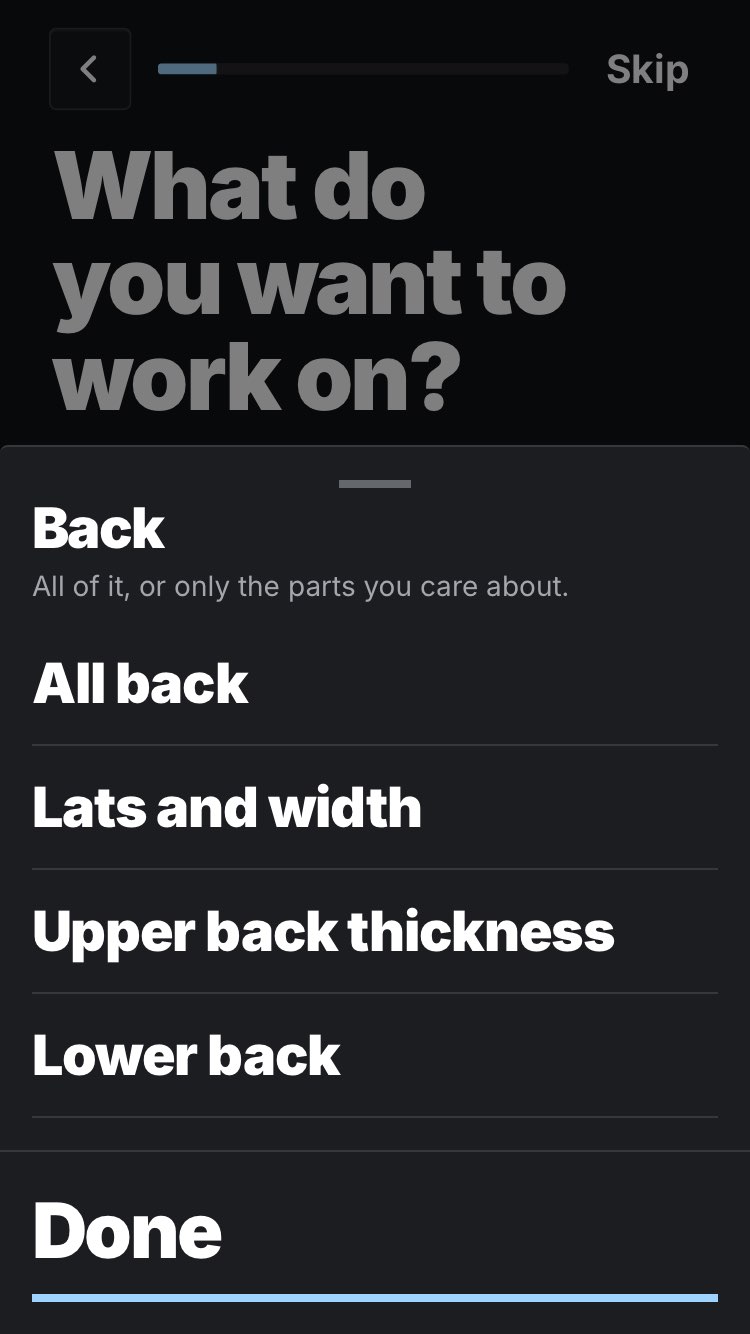 Skip
What do
you want to
work on?
Back
All of it, or only the parts you care about.
All back
Lats and width
Upper back thickness
Lower back
Done